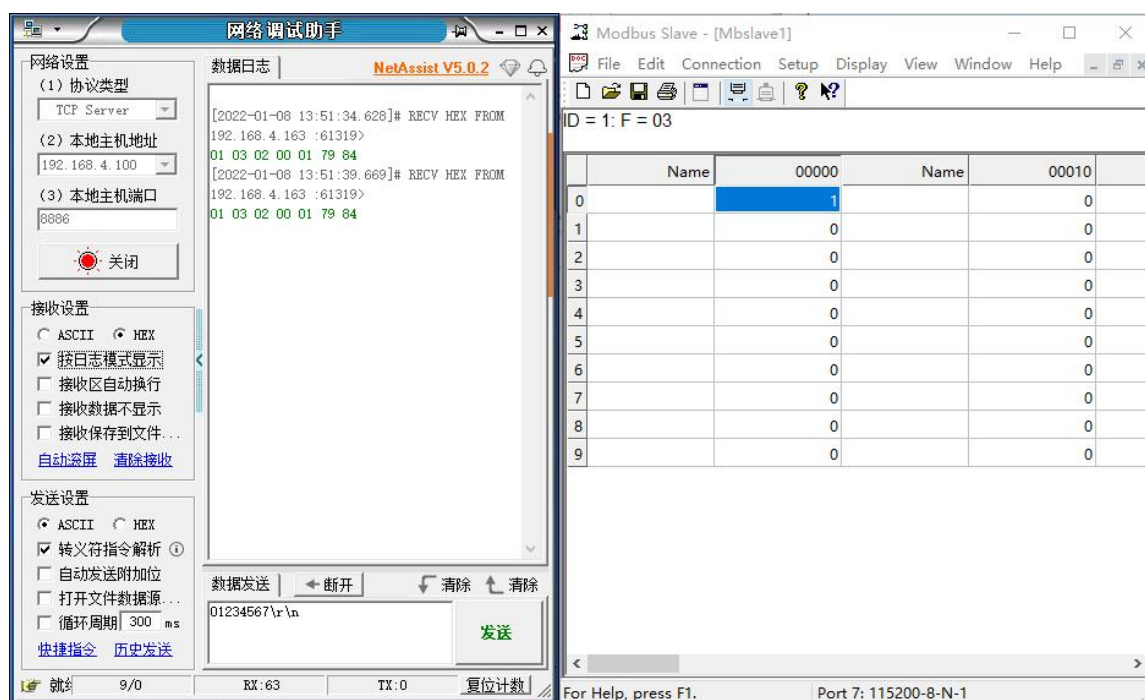 网络调试助手
网络设置
(1) 协议类型
TCP Server
(2) 本地主机地址
192.168.4.100
(3) 本地主机端口
8886
关闭
接收设置
ASCII HEX
按日志模式显示
接收区自动换行
接收数据不显示
接收保存到文件...
自动滚屏 清除接收
发送设置
ASCII HEX
转义符指令解析
自动发送附加位
打开文件数据源...
循环周期 300 ms
快捷指令 历史发送
数据日志 NetAssist V5.0.2
[2022-01-08 13:51:34.628]# RECV HEX FROM
192.168.4.163 :61319>
01 03 02 00 01 79 84
[2022-01-08 13:51:39.669]# RECV HEX FROM
192.168.4.163 :61319>
01 03 02 00 01 79 84
数据发送 断开 清除 清除
01234567\r\n
发送
9/0 RX:63 TX:0 复位计数
Modbus Slave - [Mbslave1]
File Edit Connection Setup Display View Window Help
ID = 1: F = 03
Name 00000 Name 00010
0 1 0
1 0 0
2 0 0
3 0 0
4 0 0
5 0 0
6 0 0
7 0 0
8 0 0
9 0 0
For Help, press F1. Port 7: 115200-8-N-1